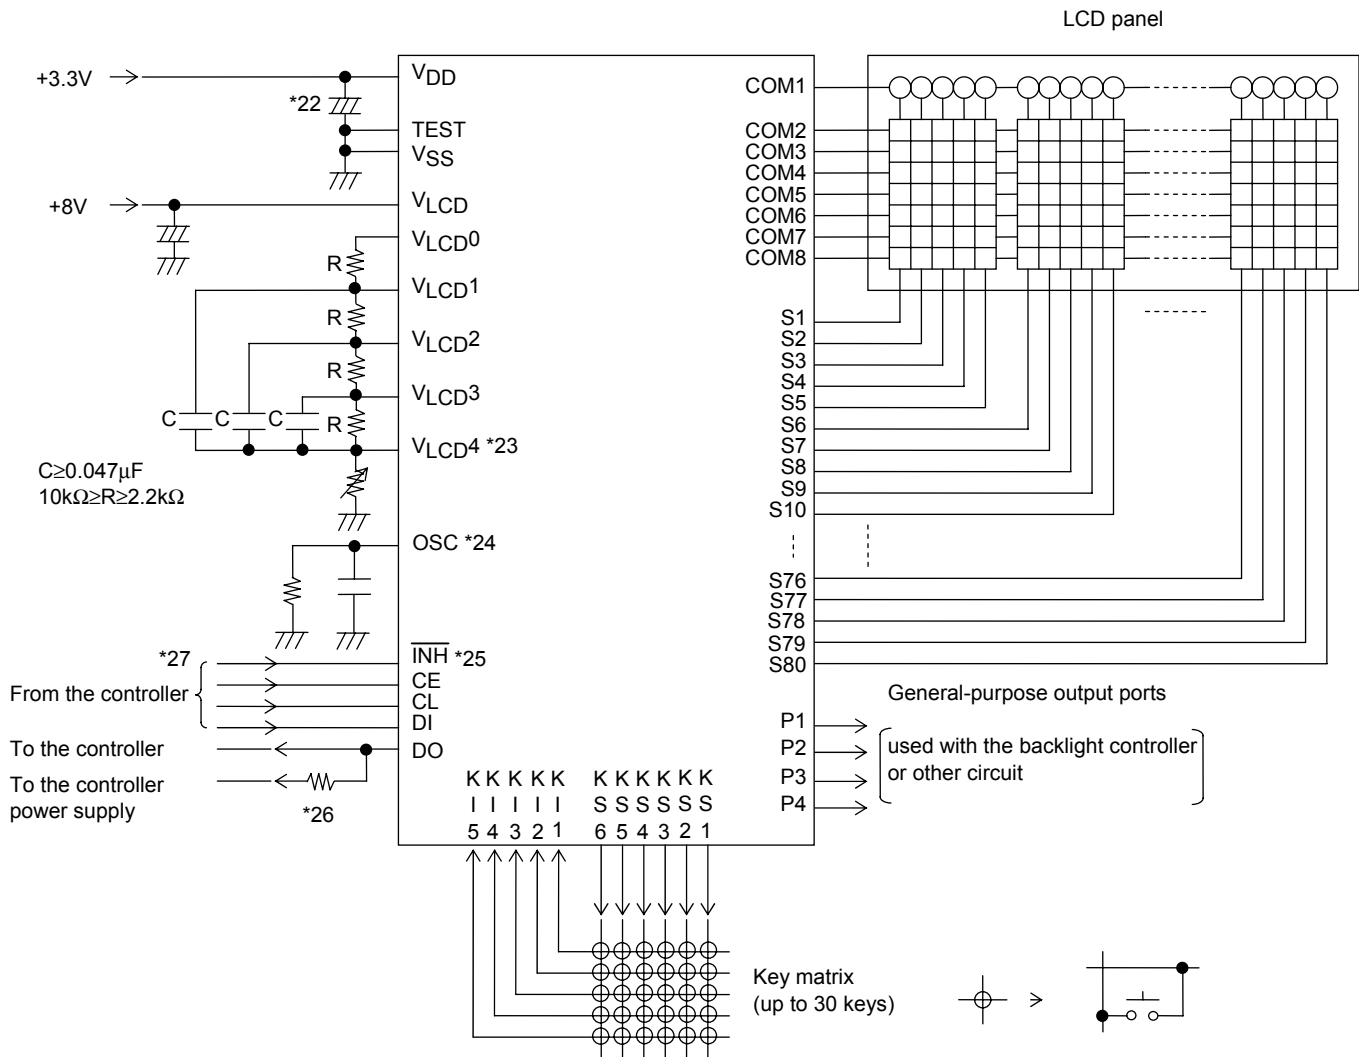 LCD panel
+3.3V
*22
VDD
TEST
VSS
+8V
VLCD
VLCD0
R
VLCD1
R
VLCD2
R
VLCD3
C
C
C
R
VLCD4 *23
C≥0.047μF
10kΩ≥R≥2.2kΩ
OSC *24
*27
INH *25
From the controller
CE
CL
DI
To the controller
DO
To the controller
power supply
*26
COM1
COM2
COM3
COM4
COM5
COM6
COM7
COM8
S1
S2
S3
S4
S5
S6
S7
S8
S9
S10
S76
S77
S78
S79
S80
General-purpose output ports
P1
P2
P3
P4
used with the backlight controller
or other circuit
K K K K K K K K K K K
I I I I I S S S S S S
5 4 3 2 1 6 5 4 3 2 1
Key matrix
(up to 30 keys)